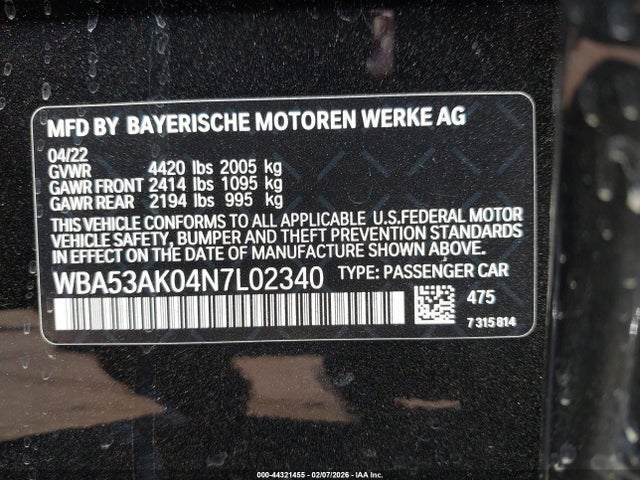 MFD BY BAYERISCHE MOTOREN WERKE AG
04/22
GVWR 4420 lbs 2005 kg
GAWR FRONT 2414 lbs 1095 kg
GAWR REAR 2194 lbs 995 kg
THIS VEHICLE CONFORMS TO ALL APPLICABLE U.S.FEDERAL MOTOR
VEHICLE SAFETY, BUMPER AND THEFT PREVENTION STANDARDS
IN EFFECT ON THE DATE OF MANUFACTURE SHOWN ABOVE.
WBA53AK04N7L02340 TYPE: PASSENGER CAR
475
7 315 814
000-44321455 - 02/07/2026 - IAA Inc.